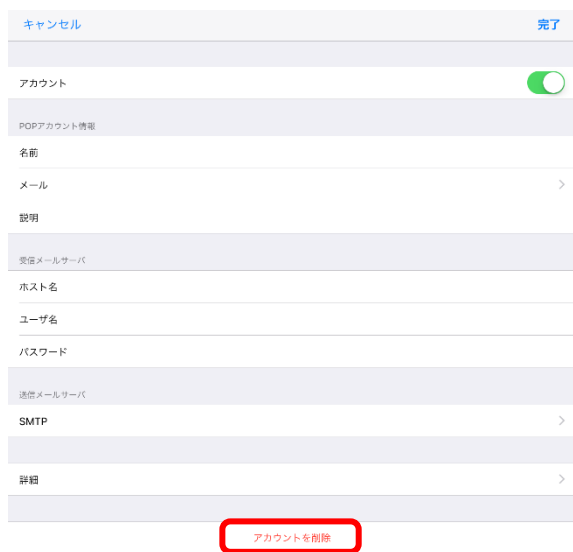 キャンセル 完了
アカウント
POPアカウント情報
名前
メール
説明
受信メールサーバ
ホスト名
ユーザ名
パスワード
送信メールサーバ
SMTP
詳細
アカウントを削除